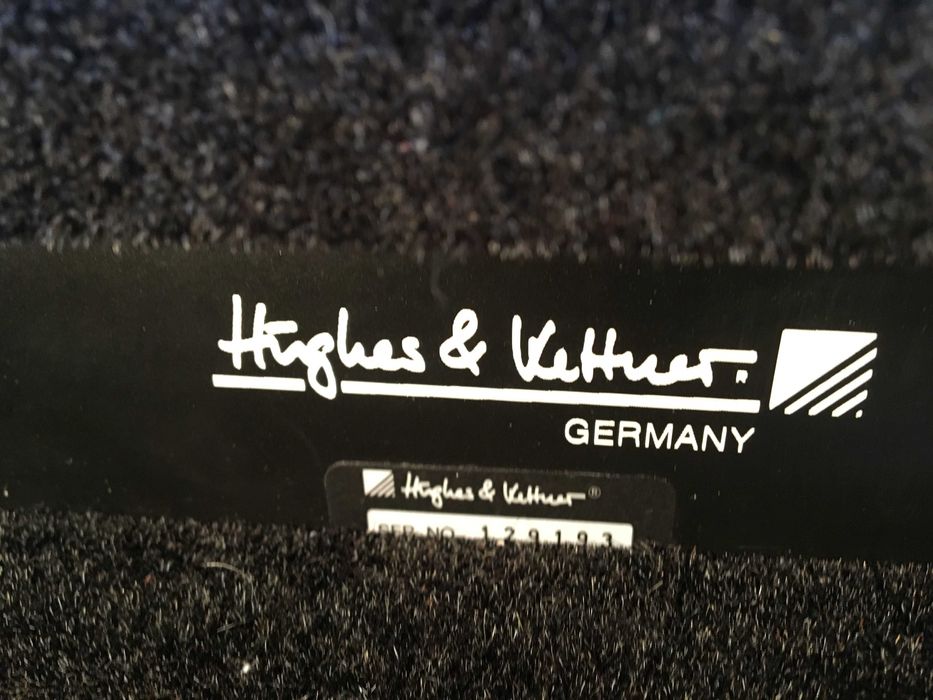 Hughes & Kettner
GERMANY
Hughes & Kettner®
SER. NO. 129193